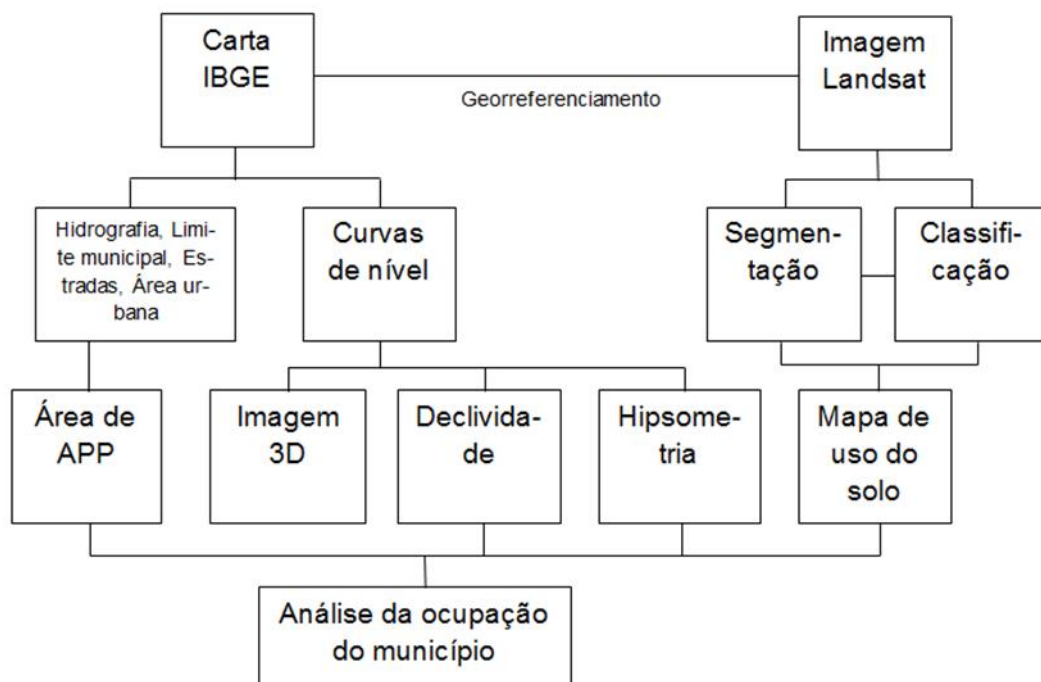 Carta
IBGE
Imagem
Landsat
Georreferenciamento
Hidrografia, Limi-
te municipal, Es-
tradas, Área ur-
bana
Curvas
de nível
Segmen-
tação
Classifi-
cação
Área de
APP
Imagem
3D
Declivida-
de
Hipsome-
tria
Mapa de
uso do
solo
Análise da ocupação
do município